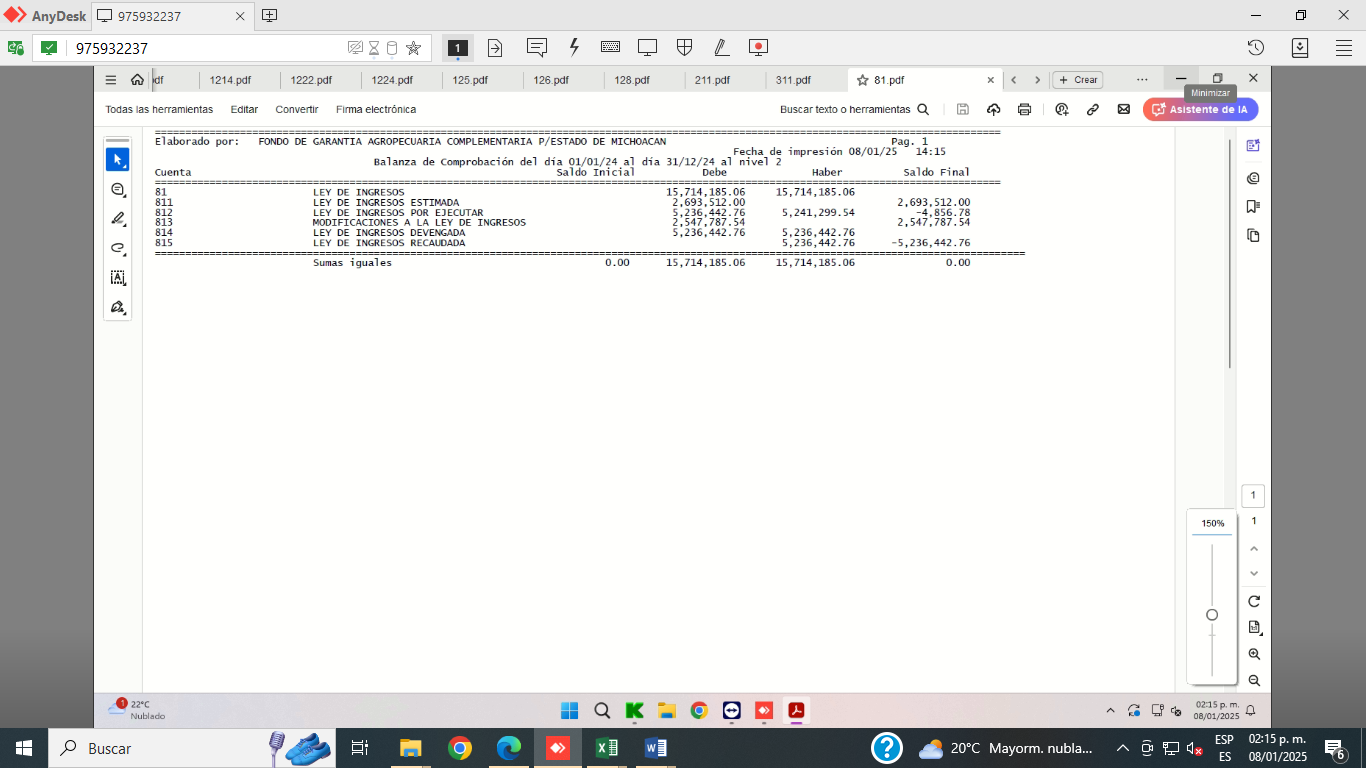 AnyDesk 975932237
975932237 1
df 1214.pdf 1222.pdf 1224.pdf 125.pdf 126.pdf 128.pdf 211.pdf 311.pdf 81.pdf Crear
Minimizar
Todas las herramientas Editar Convertir Firma electrónica Buscar texto o herramientas Asistente de IA
Elaborado por: FONDO DE GARANTIA AGROPECUARIA COMPLEMENTARIA P/ESTADO DE MICHOACAN Pag. 1
Fecha de impresión 08/01/25 14:15
Balanza de Comprobación del día 01/01/24 al día 31/12/24 al nivel 2
Cuenta Saldo Inicial Debe Haber Saldo Final
81 LEY DE INGRESOS 15,714,185.06 15,714,185.06
811 LEY DE INGRESOS ESTIMADA 2,693,512.00 2,693,512.00
812 LEY DE INGRESOS POR EJECUTAR 5,236,442.76 5,241,299.54 -4,856.78
813 MODIFICACIONES A LA LEY DE INGRESOS 2,547,787.54 2,547,787.54
814 LEY DE INGRESOS DEVENGADA 5,236,442.76 5,236,442.76
815 LEY DE INGRESOS RECAUDADA 5,236,442.76 -5,236,442.76
Sumas iguales 0.00 15,714,185.06 15,714,185.06 0.00
1
150% 1
1 22°C
Nublado
02:15 p. m.
08/01/2025
Buscar
20°C Mayorm. nubla...
ESP
ES
02:15 p. m.
08/01/2025
6